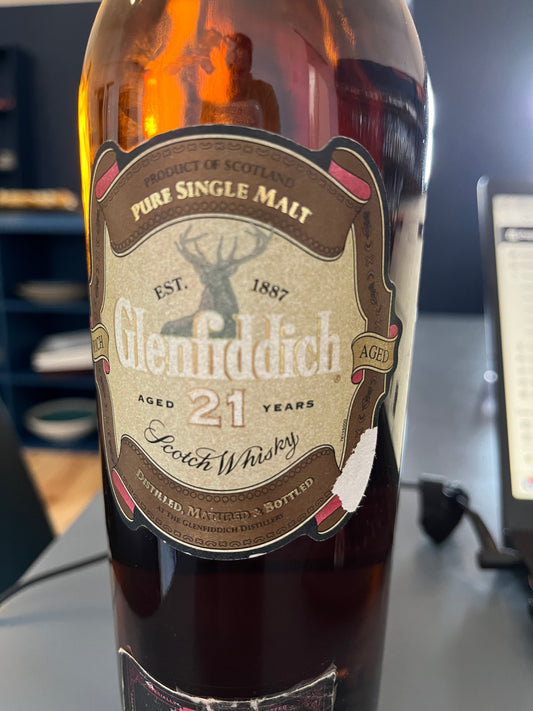 PRODUCT OF SCOTLAND
PURE SINGLE MALT
EST. 1887
Glenfiddich
AGED
AGED 21 YEARS
Scotch Whisky
DISTILLED, MATURED & BOTTLED
AT THE GLENFIDDICH DISTILLERY